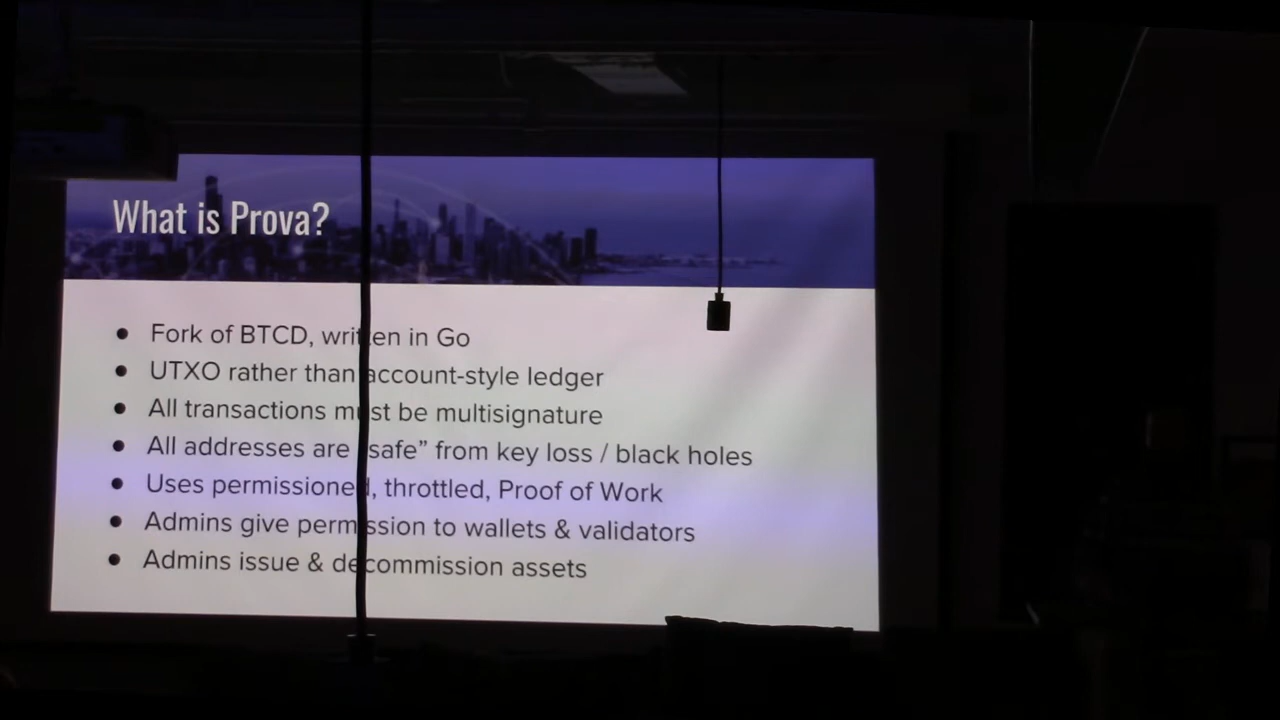 What is Prova?
● Fork of BTCD, written in Go
● UTXO rather than account-style ledger
● All transactions must be multisignature
● All addresses are “safe” from key loss / black holes
● Uses permissioned, throttled, Proof of Work
● Admins give permission to wallets & validators
● Admins issue & decommission assets